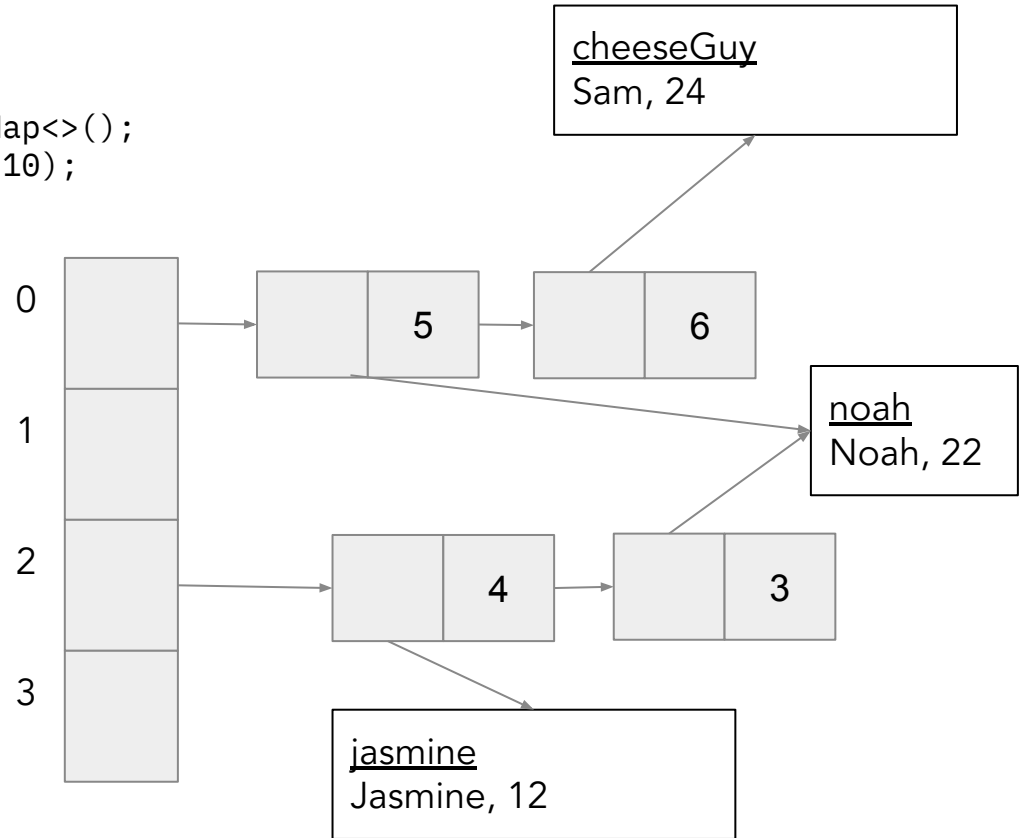 cheeseGuy
Sam, 24
ap<>();
10);
0
5
6
1
noah
Noah, 22
2
4
3
3
jasmine
Jasmine, 12